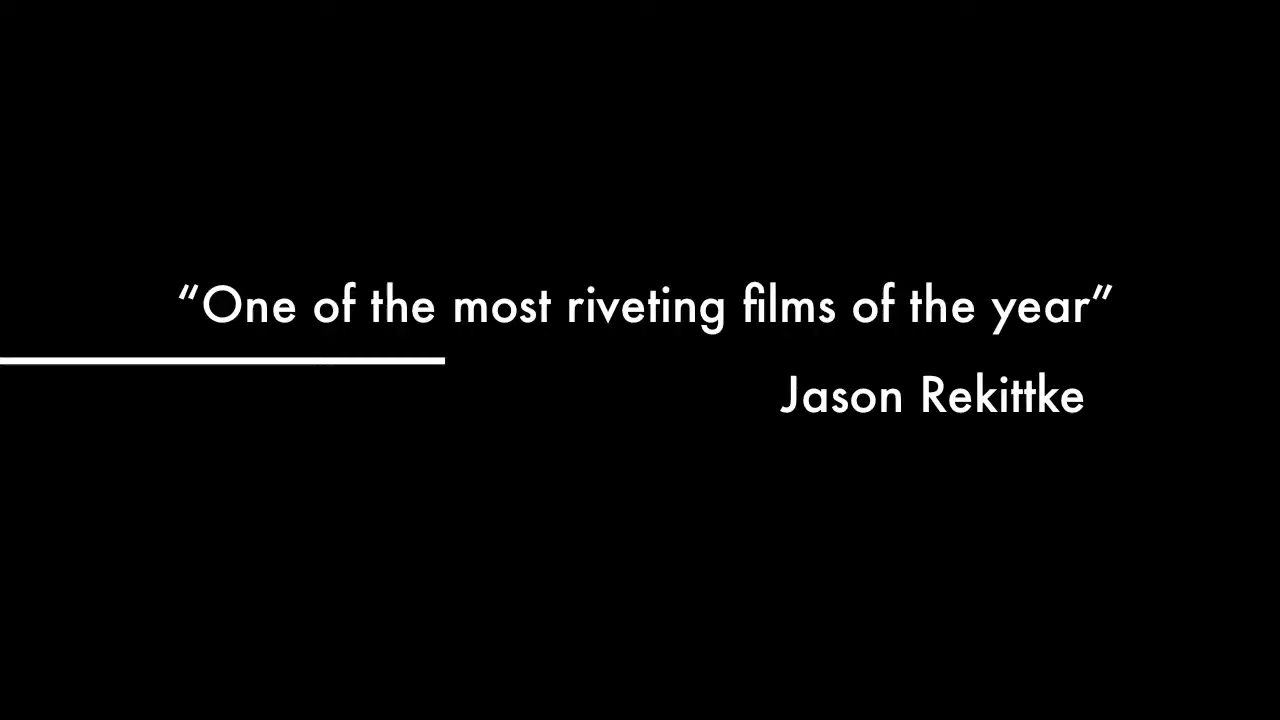 “One of the most riveting films of the year”
Jason Rekittke